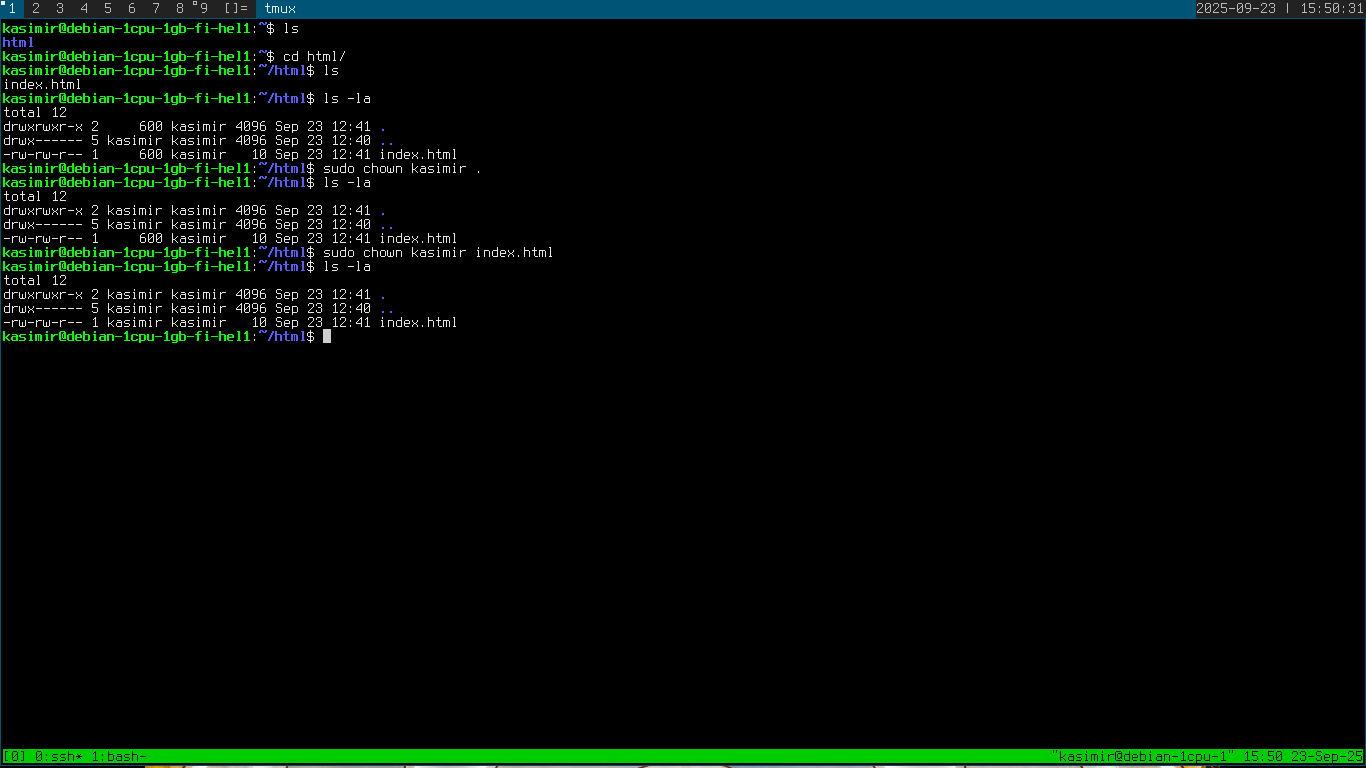 1 2 3 4 5 6 7 8 9 []= tmux 2025-09-23 | 15:50:31
kasimir@debian-1cpu-1gb-fi-hel1:~$ ls
html
kasimir@debian-1cpu-1gb-fi-hel1:~$ cd html/
kasimir@debian-1cpu-1gb-fi-hel1:~/html$ ls
index.html
kasimir@debian-1cpu-1gb-fi-hel1:~/html$ ls -la
total 12
drwxrwxr-x 2     600 kasimir 4096 Sep 23 12:41 .
drwx------ 5 kasimir kasimir 4096 Sep 23 12:40 ..
-rw-rw-r-- 1     600 kasimir   10 Sep 23 12:41 index.html
kasimir@debian-1cpu-1gb-fi-hel1:~/html$ sudo chown kasimir .
kasimir@debian-1cpu-1gb-fi-hel1:~/html$ ls -la
total 12
drwxrwxr-x 2 kasimir kasimir 4096 Sep 23 12:41 .
drwx------ 5 kasimir kasimir 4096 Sep 23 12:40 ..
-rw-rw-r-- 1     600 kasimir   10 Sep 23 12:41 index.html
kasimir@debian-1cpu-1gb-fi-hel1:~/html$ sudo chown kasimir index.html
kasimir@debian-1cpu-1gb-fi-hel1:~/html$ ls -la
total 12
drwxrwxr-x 2 kasimir kasimir 4096 Sep 23 12:41 .
drwx------ 5 kasimir kasimir 4096 Sep 23 12:40 ..
-rw-rw-r-- 1 kasimir kasimir   10 Sep 23 12:41 index.html
kasimir@debian-1cpu-1gb-fi-hel1:~/html$
[0] 0:ssh* 1:bash- "kasimir@debian-1cpu-1" 15:50 23-Sep-25